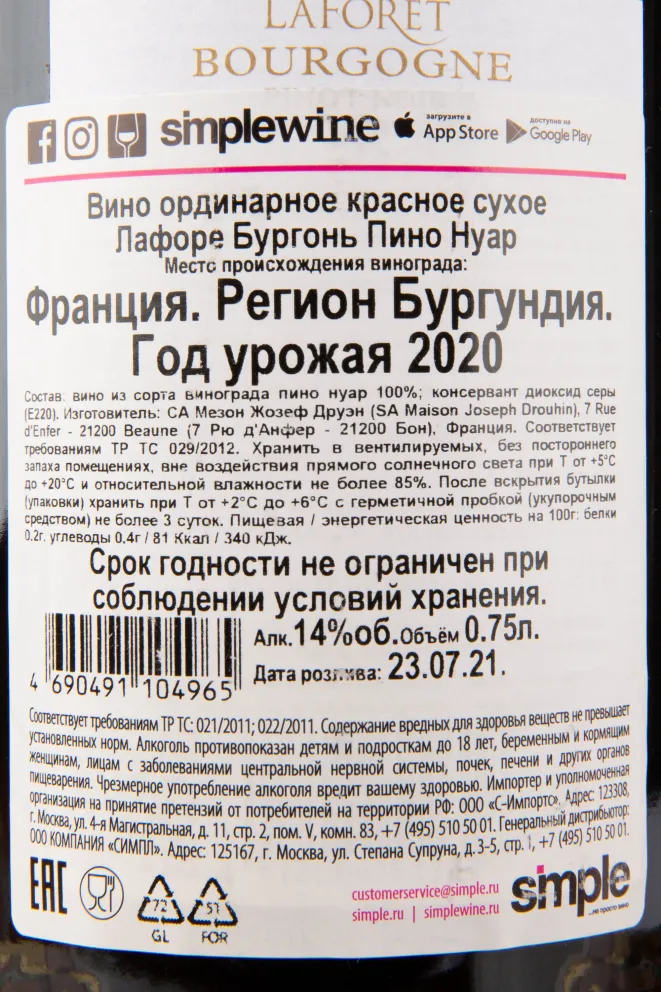 LAFORÊT
BOURGOGNE
simplewine
загрузите в
App Store
доступно на
Google Play
Вино ординарное красное сухое
Лафоре Бургонь Пино Нуар
Место происхождения винограда:
Франция. Регион Бургундия.
Год урожая 2020
Состав: вино из сорта винограда пино нуар 100%; консервант диоксид серы
(Е220). Изготовитель: СА Мезон Жозеф Друэн (SA Maison Joseph Drouhin), 7 Rue
d'Enfer - 21200 Beaune (7 Рю д'Анфер - 21200 Бон), Франция. Соответствует
требованиям ТР ТС 029/2012. Хранить в вентилируемых, без постороннего
запаха помещениях, вне воздействия прямого солнечного света при Т от +5°С
до +20°С и относительной влажности не более 85%. После вскрытия бутылки
(упаковки) хранить при Т от +2°С до +6°С с герметичной пробкой (укупорочным
средством) не более 3 суток. Пищевая / энергетическая ценность на 100г: белки
0.2г. углеводы 0.4г / 81 Ккал / 340 кДж.
Срок годности не ограничен при
соблюдении условий хранения.
Алк.14%об.Объём 0.75л.
Дата розлива: 23.07.21.
4 690491 104965
Соответствует требованиям ТР ТС: 021/2011; 022/2011. Содержание вредных для здоровья веществ не превышает
установленных норм. Алкоголь противопоказан детям и подросткам до 18 лет, беременным и кормящим
женщинам, лицам с заболеваниями центральной нервной системы, почек, печени и других органов
пищеварения. Чрезмерное употребление алкоголя вредит вашему здоровью. Импортер и уполномоченная
организация на принятие претензий от потребителей на территории РФ: ООО «С-Импорт». Адрес: 123308,
г. Москва, ул. 4-я Магистральная, д. 11, стр. 2, пом. V, комн. 83, +7 (495) 510 50 01. Генеральный дистрибьютор:
ООО КОМПАНИЯ «СИМПЛ». Адрес: 125167, г. Москва, ул. Степана Супруна, д. 3-5, стр. 1, +7 (495) 510 50 01.
EAC
72
GL
51
FOR
customerservice@simple.ru
simple.ru | simplewine.ru
simple
...не просто вино